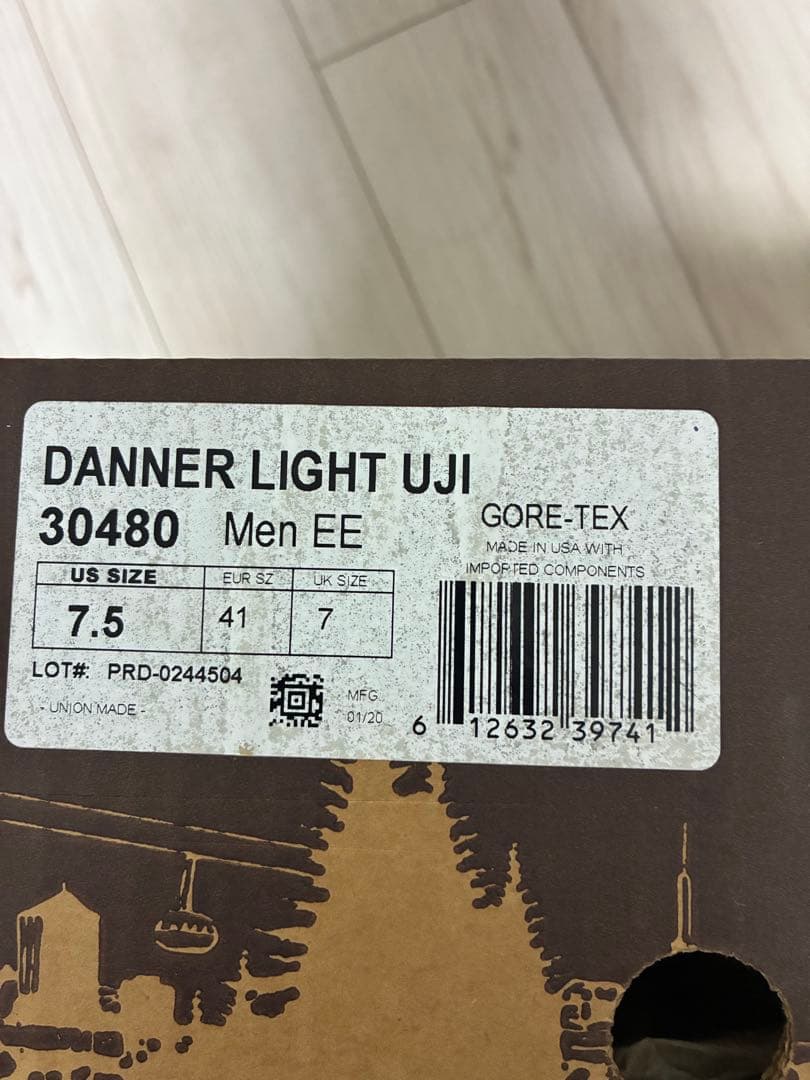 DANNER LIGHT UJI
30480 Men EE
GORE-TEX
MADE IN USA WITH
IMPORTED COMPONENTS
US SIZE EUR SZ UK SIZE
7.5 41 7
LOT#: PRD-0244504
- UNION MADE -
MFG
01/20
6 12632 39741